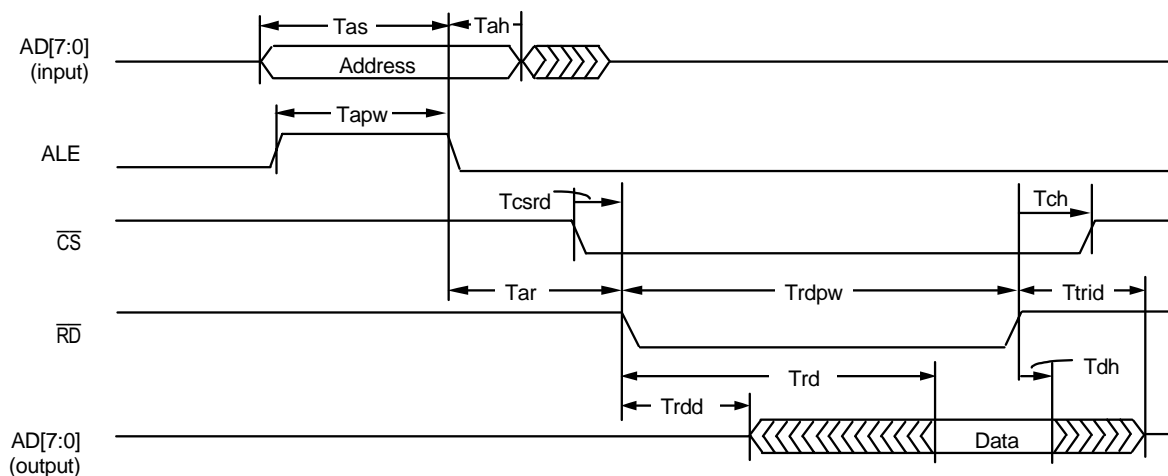 Tas
Tah
AD[7:0]
(input)
Address
Tapw
ALE
Tcsrd
Tch
CS
Tar
Trdpw
Ttrid
RD
Trd
Tdh
Trdd
AD[7:0]
(output)
Data